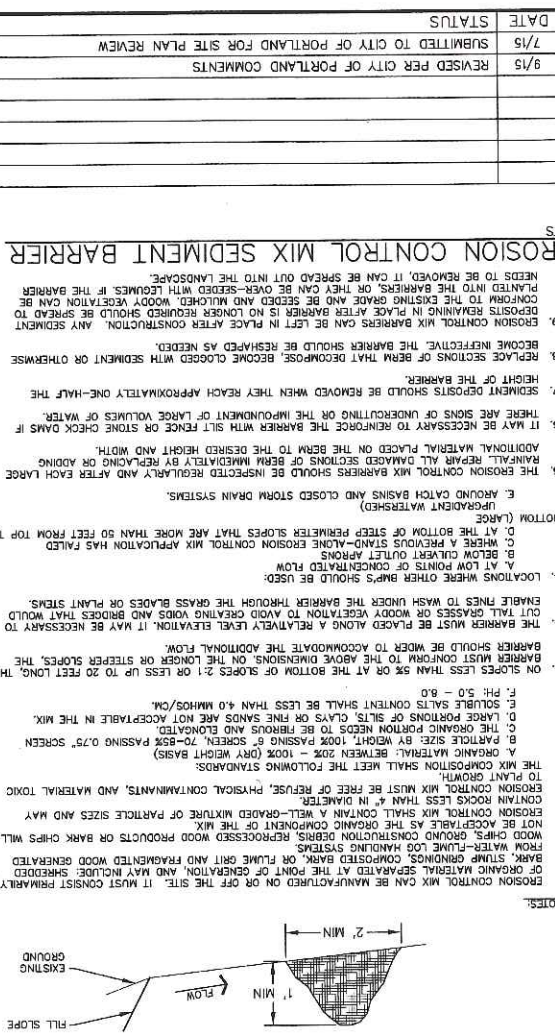 FILL SLOPE
EXISTING
GROUND
FLOW
1' MIN
2' MIN
NOTES:
EROSION CONTROL MIX CAN BE MANUFACTURED ON OR OFF THE SITE. IT MUST CONSIST PRIMARILY
OF ORGANIC MATERIAL SEPARATED AT THE POINT OF GENERATION, AND MAY INCLUDE: SHREDDED
BARK, STUMP GRINDINGS, COMPOSTED BARK, OR FLUME GRIT AND FRAGMENTED WOOD GENERATED
FROM WATER-FLUME LOG HANDLING SYSTEMS.
WOOD CHIPS, GROUND CONSTRUCTION DEBRIS, REPROCESSED WOOD PRODUCTS OR BARK CHIPS WILL
NOT BE ACCEPTABLE AS THE ORGANIC COMPONENT OF THE MIX.
EROSION CONTROL MIX SHALL CONTAIN A WELL-GRADED MIXTURE OF PARTICLE SIZES AND MAY
CONTAIN ROCKS LESS THAN 4" IN DIAMETER.
EROSION CONTROL MIX MUST BE FREE OF REFUSE, PHYSICAL CONTAMINANTS, AND MATERIAL TOXIC
TO PLANT GROWTH.
THE MIX COMPOSITION SHALL MEET THE FOLLOWING STANDARDS:
A. ORGANIC MATERIAL: BETWEEN 20% - 100% (DRY WEIGHT BASIS)
B. PARTICLE SIZE: BY WEIGHT, 100% PASSING 6" SCREEN, 70-85% PASSING 0.75" SCREEN
C. THE ORGANIC PORTION NEEDS TO BE FIBROUS AND ELONGATED.
D. LARGE PORTIONS OF SILTS, CLAYS OR FINE SANDS ARE NOT ACCEPTABLE IN THE MIX.
E. SOLUBLE SALTS CONTENT SHALL BE LESS THAN 4.0 MMHOS/CM.
F. PH: 5.0 - 8.0
. ON SLOPES LESS THAN 5% OR AT THE BOTTOM OF SLOPES 2:1 OR LESS UP TO 20 FEET LONG, TH
BARRIER MUST CONFORM TO THE ABOVE DIMENSIONS. ON THE LONGER OR STEEPER SLOPES, THE
BARRIER SHOULD BE WIDER TO ACCOMMODATE THE ADDITIONAL FLOW.
. THE BARRIER MUST BE PLACED ALONG A RELATIVELY LEVEL ELEVATION. IT MAY BE NECESSARY TO
CUT TALL GRASSES OR WOODY VEGETATION TO AVOID CREATING VOIDS AND BRIDGES THAT WOULD
ENABLE FINES TO WASH UNDER THE BARRIER THROUGH THE GRASS BLADES OR PLANT STEMS.
. LOCATIONS WHERE OTHER BMP'S SHOULD BE USED:
A. AT LOW POINTS OF CONCENTRATED FLOW
B. BELOW CULVERT OUTLET APRONS
C. WHERE A PREVIOUS STAND-ALONE EROSION CONTROL MIX APPLICATION HAS FAILED
D. AT THE BOTTOM OF STEEP PERIMETER SLOPES THAT ARE MORE THAN 50 FEET FROM TOP T
BOTTOM (LARGE
UPGRADIENT WATERSHED)
E. AROUND CATCH BASINS AND CLOSED STORM DRAIN SYSTEMS.
. THE EROSION CONTROL MIX BARRIERS SHOULD BE INSPECTED REGULARLY AND AFTER EACH LARGE
RAINFALL. REPAIR ALL DAMAGED SECTIONS OF BERM IMMEDIATELY BY REPLACING OR ADDING
ADDITIONAL MATERIAL PLACED ON THE BERM TO THE DESIRED HEIGHT AND WIDTH.
. IT MAY BE NECESSARY TO REINFORCE THE BARRIER WITH SILT FENCE OR STONE CHECK DAMS IF
THERE ARE SIGNS OF UNDERCUTTING OR THE IMPOUNDMENT OF LARGE VOLUMES OF WATER.
7. SEDIMENT DEPOSITS SHOULD BE REMOVED WHEN THEY REACH APPROXIMATELY ONE-HALF THE
HEIGHT OF THE BARRIER.
8. REPLACE SECTIONS OF BERM THAT DECOMPOSE, BECOME CLOGGED WITH SEDIMENT OR OTHERWISE
BECOME INEFFECTIVE. THE BARRIER SHOULD BE RESHAPED AS NEEDED.
9. EROSION CONTROL MIX BARRIERS CAN BE LEFT IN PLACE AFTER CONSTRUCTION. ANY SEDIMENT
DEPOSITS REMAINING IN PLACE AFTER BARRIER IS NO LONGER REQUIRED SHOULD BE SPREAD TO
CONFORM TO THE EXISTING GRADE AND BE SEEDED AND MULCHED. WOODY VEGETATION CAN BE
PLANTED INTO THE BARRIERS, OR THEY CAN BE OVER-SEEDED WITH LEGUMES. IF THE BARRIER
NEEDS TO BE REMOVED, IT CAN BE SPREAD OUT INTO THE LANDSCAPE.
ROSION CONTROL MIX SEDIMENT BARRIER
9/15 REVISED PER CITY OF PORTLAND COMMENTS
7/15 SUBMITTED TO CITY OF PORTLAND FOR SITE PLAN REVIEW
DATE STATUS